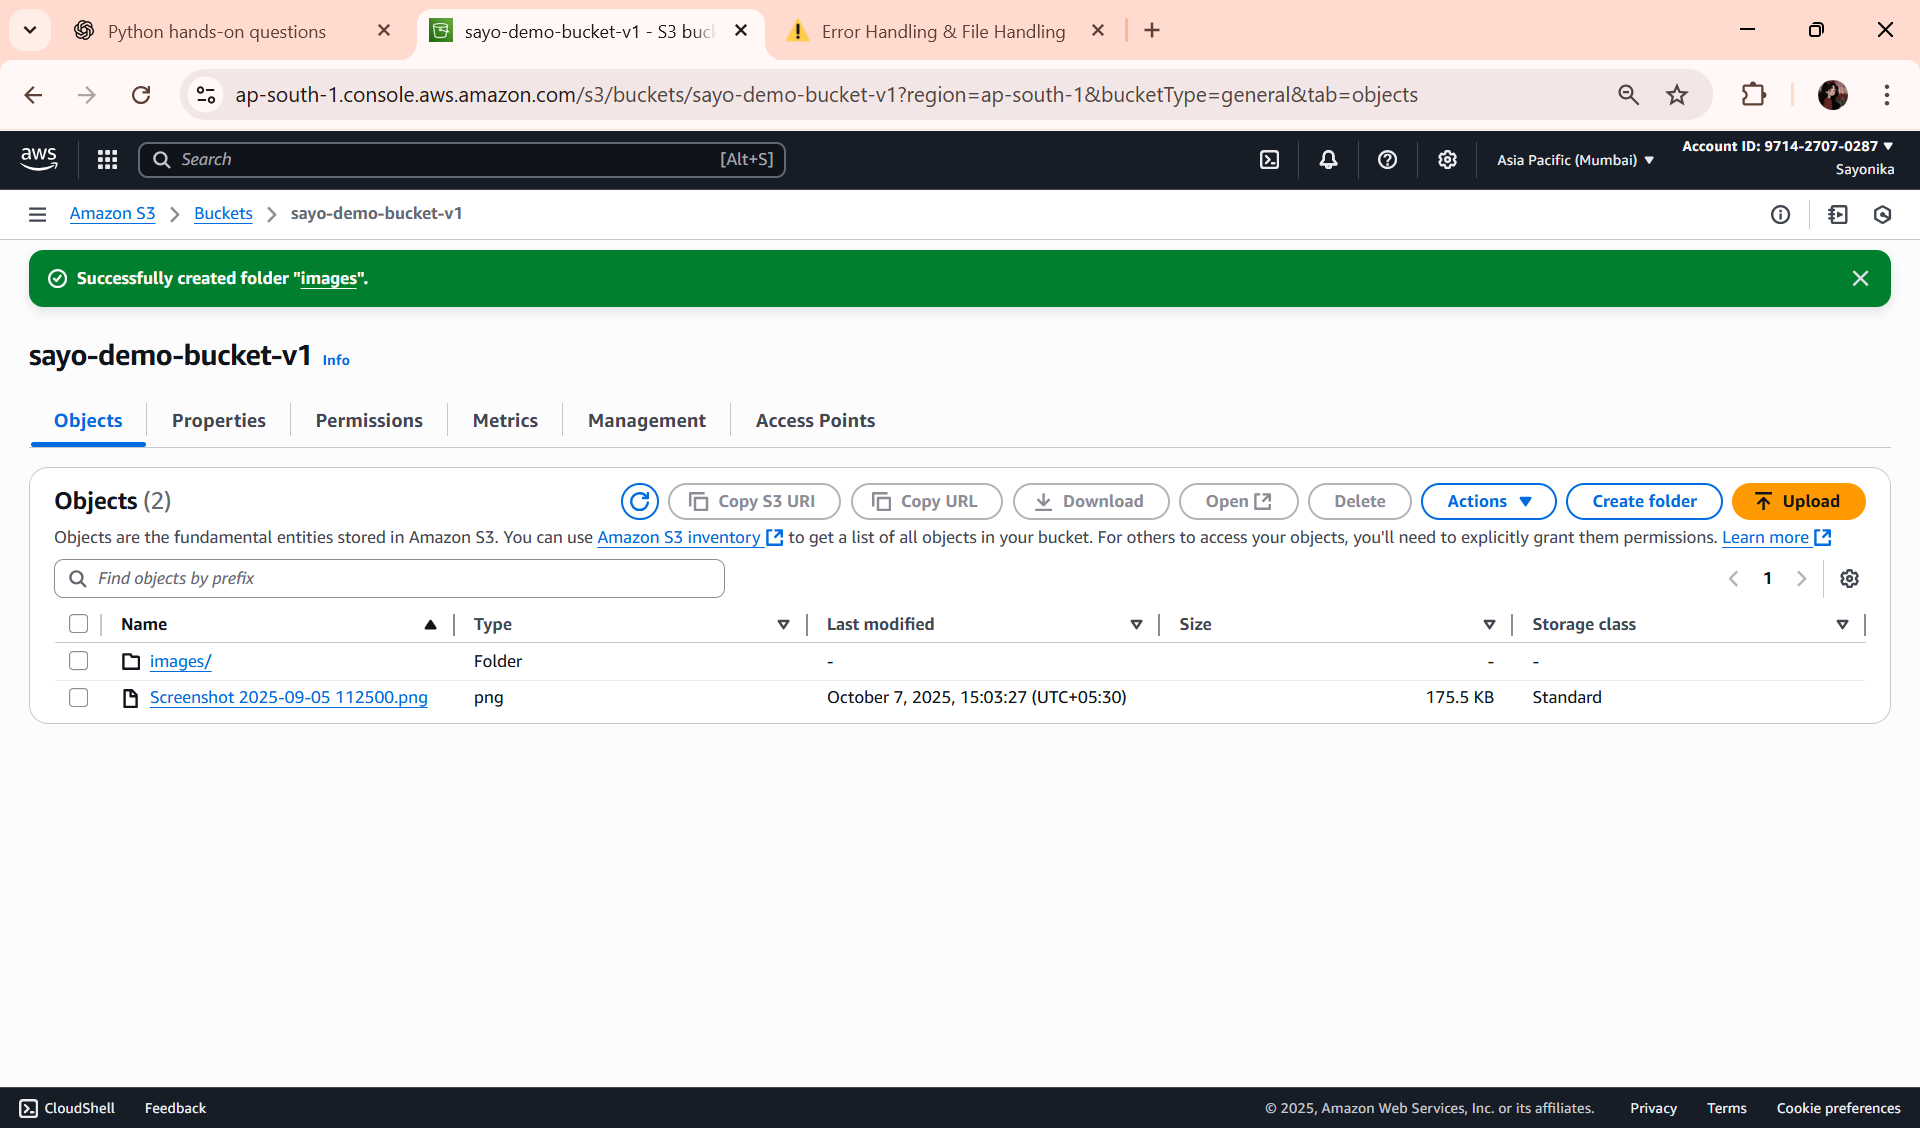 Python hands-on questions
sayo-demo-bucket-v1 - S3 buc
Error Handling & File Handling
ap-south-1.console.aws.amazon.com/s3/buckets/sayo-demo-bucket-v1?region=ap-south-1&bucketType=general&tab=objects
aws
Search [Alt+S]
Asia Pacific (Mumbai)
Account ID: 9714-2707-0287
Sayonika
Amazon S3 Buckets sayo-demo-bucket-v1
Successfully created folder "images".
sayo-demo-bucket-v1 Info
Objects Properties Permissions Metrics Management Access Points
Objects (2) Copy S3 URI Copy URL Download Open Delete Actions Create folder Upload
Objects are the fundamental entities stored in Amazon S3. You can use Amazon S3 inventory to get a list of all objects in your bucket. For others to access your objects, you'll need to explicitly grant them permissions. Learn more
Find objects by prefix 1
Name Type Last modified Size Storage class
images/ Folder - - -
Screenshot 2025-09-05 112500.png png October 7, 2025, 15:03:27 (UTC+05:30) 175.5 KB Standard
CloudShell Feedback © 2025, Amazon Web Services, Inc. or its affiliates. Privacy Terms Cookie preferences